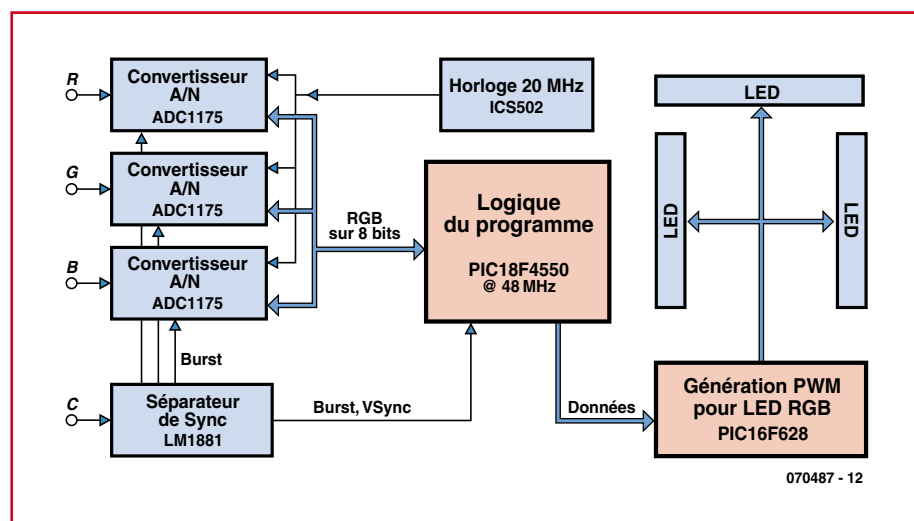 R
Convertisseur
A/N
ADC1175
G
Convertisseur
A/N
ADC1175
B
Convertisseur
A/N
ADC1175
Burst
C
Séparateur
de Sync
LM1881
Horloge 20 MHz
ICS502
RGB
sur 8 bits
Logique
du programme
PIC18F4550
@ 48 MHz
Burst, VSync
Données
LED
LED
LED
Génération PWM
pour LED RGB
PIC16F628
070487 - 12